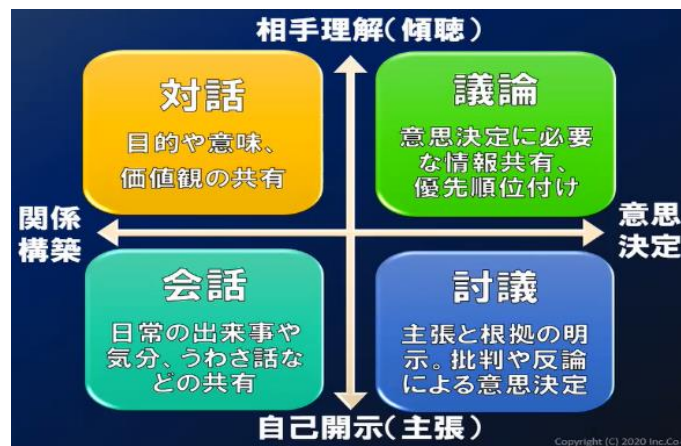 相手理解(傾聴)
対話
目的や意味、
価値観の共有
議論
意思決定に必要
な情報共有、
優先順位付け
関係
構築
意思
決定
会話
日常の出来事や
気分、うわさ話な
どの共有
討議
主張と根拠の明
示。批判や反論
による意思決定
自己開示(主張)
Copyright (C) 2020 Inc.Co.